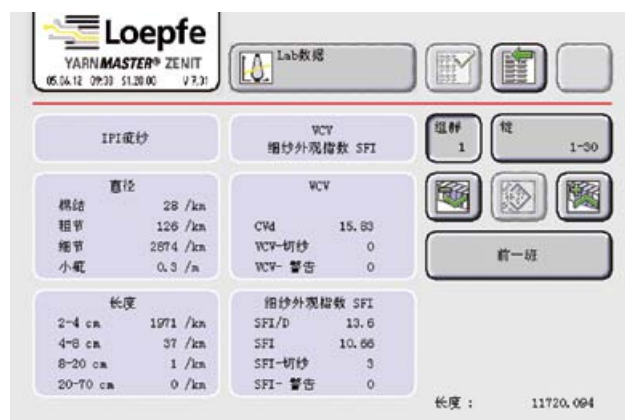 Loepfe
YARNMASTER® ZENIT
05.04.12 09:33 S1.20.00 V 7.31
Lab数据
IPI疵纱
VCV
细纱外观指数 SFI
组群
1
锭
1-30
直径
棉结 28 /km
粗节 126 /km
细节 2874 /km
小疵 0.3 /m
VCV
CVd 15.83
VCV-切纱 0
VCV- 警告 0
前一班
长度
2-4 cm 1971 /km
4-8 cm 37 /km
8-20 cm 1 /km
20-70 cm 0 /km
细纱外观指数 SFI
SFI/D 13.6
SFI 10.66
SFI-切纱 3
SFI- 警告 0
长度 : 11720.094